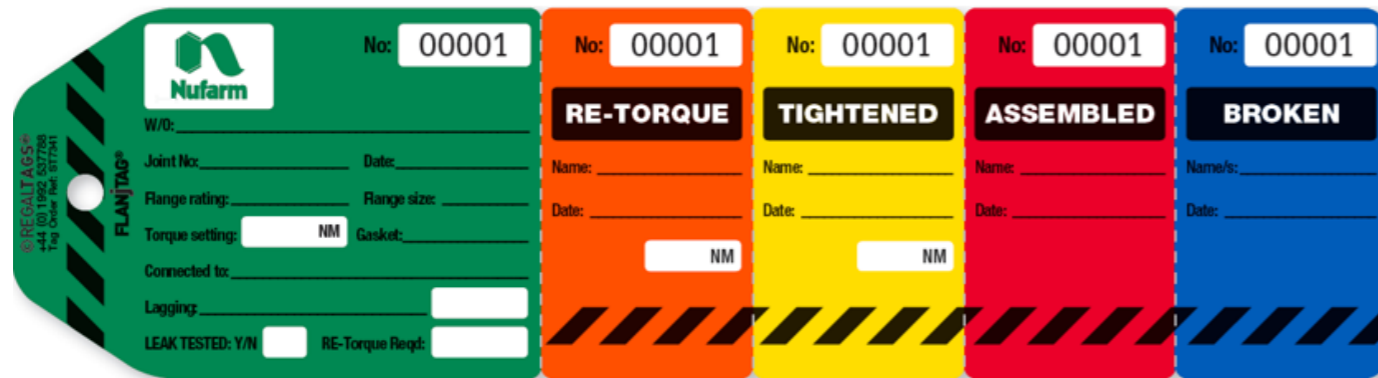 ©REGALTAGS®
+44 (0) 1992 537788
Tag Order Ref: ST7341
FLANjTAG®
Nufarm
No: 00001
W/O:
Joint No: Date:
Flange rating: Flange size:
Torque setting: NM Gasket:
Connected to:
Lagging:
LEAK TESTED: Y/N RE-Torque Reqd:
No: 00001
RE-TORQUE
Name:
Date:
NM
No: 00001
TIGHTENED
Name:
Date:
NM
No: 00001
ASSEMBLED
Name:
Date:
No: 00001
BROKEN
Name/s:
Date: